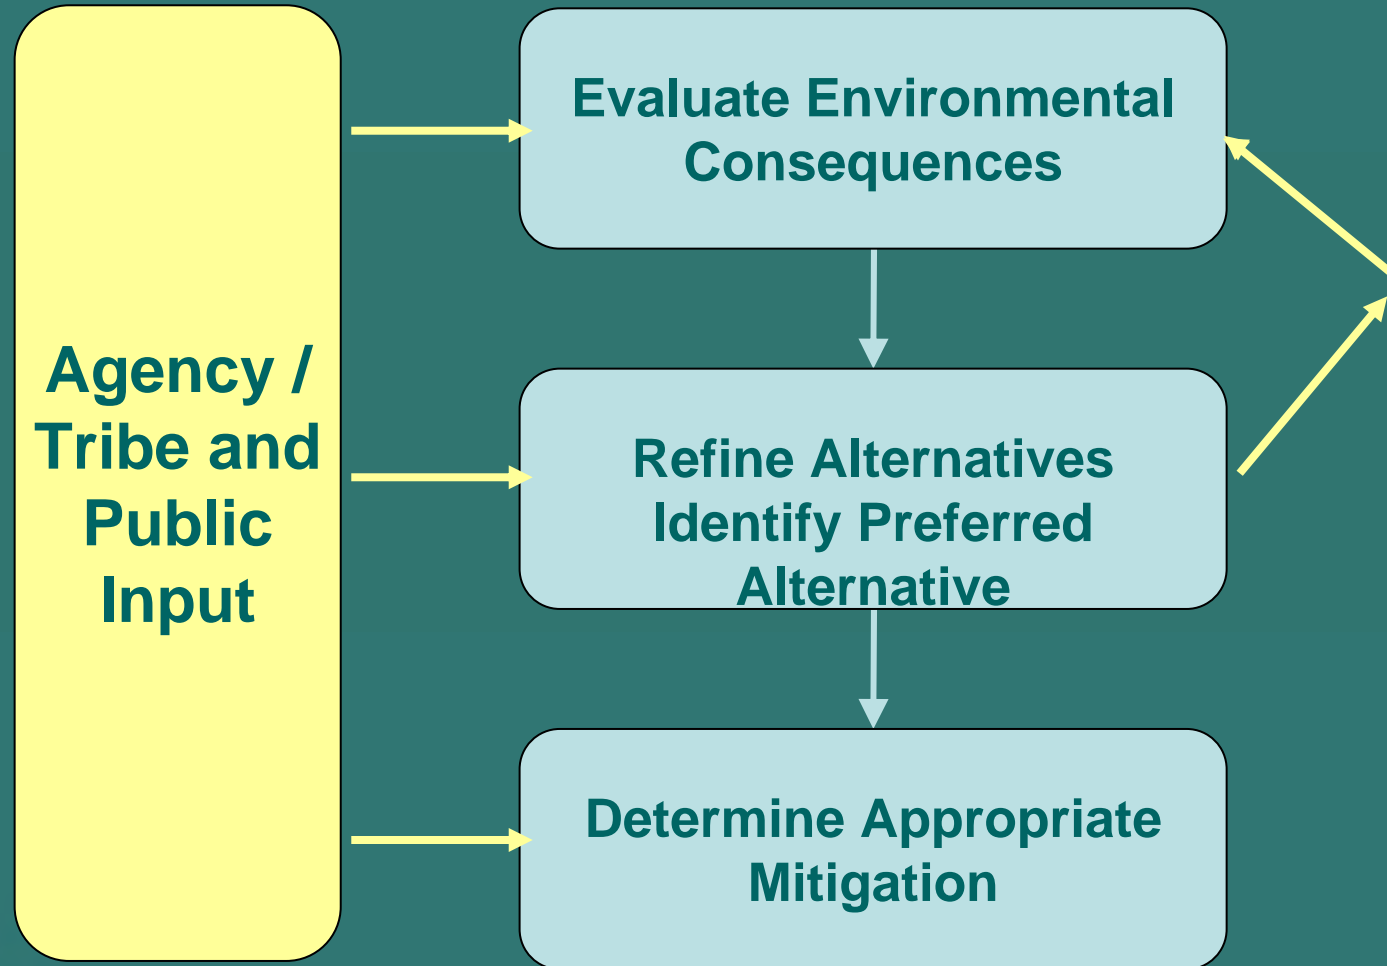 Agency /
Tribe and
Public
Input
Evaluate Environmental
Consequences
Refine Alternatives
Identify Preferred
Alternative
Determine Appropriate
Mitigation